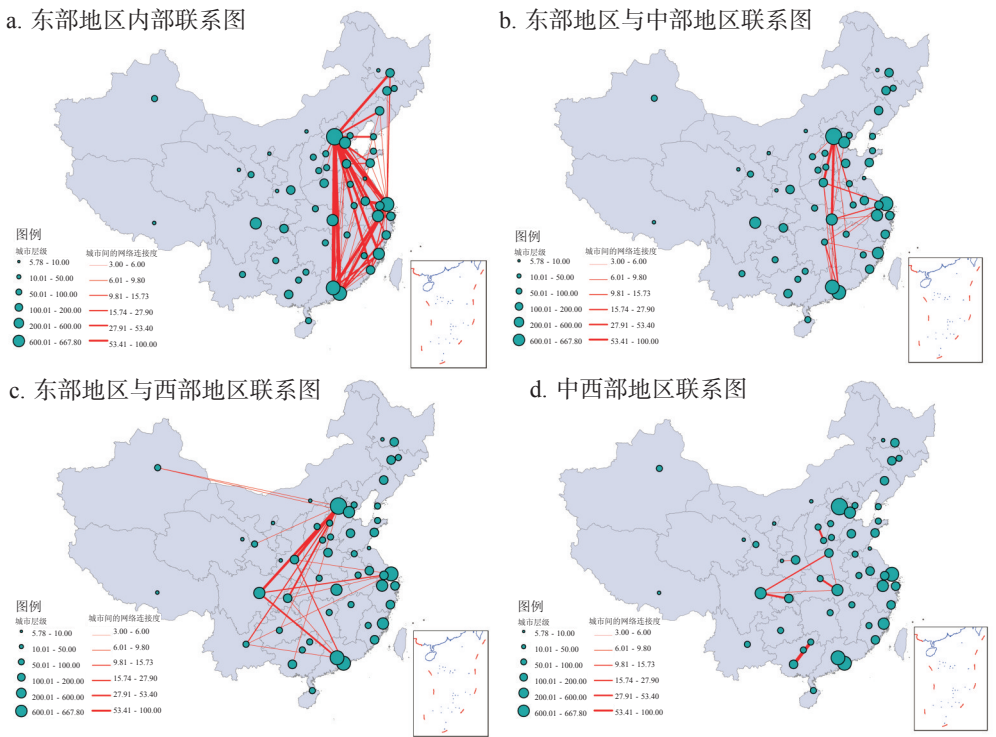 a. 东部地区内部联系图
图例
城市层级 城市间的网络连接度
5.78 - 10.00 3.00 - 6.00
10.01 - 50.00 6.01 - 9.80
50.01 - 100.00 9.81 - 15.73
100.01 - 200.00 15.74 - 27.90
200.01 - 600.00 27.91 - 53.40
600.01 - 667.80 53.41 - 100.00
b. 东部地区与中部地区联系图
图例
城市层级 城市间的网络连接度
5.78 - 10.00 3.00 - 6.00
10.01 - 50.00 6.01 - 9.80
50.01 - 100.00 9.81 - 15.73
100.01 - 200.00 15.74 - 27.90
200.01 - 600.00 27.91 - 53.40
600.01 - 667.80 53.41 - 100.00
c. 东部地区与西部地区联系图
图例
城市层级 城市间的网络连接度
5.78 - 10.00 3.00 - 6.00
10.01 - 50.00 6.01 - 9.80
50.01 - 100.00 9.81 - 15.73
100.01 - 200.00 15.74 - 27.90
200.01 - 600.00 27.91 - 53.40
600.01 - 667.80 53.41 - 100.00
d. 中西部地区联系图
图例
城市层级 城市间的网络连接度
5.78 - 10.00 3.00 - 6.00
10.01 - 50.00 6.01 - 9.80
50.01 - 100.00 9.81 - 15.73
100.01 - 200.00 15.74 - 27.90
200.01 - 600.00 27.91 - 53.40
600.01 - 667.80 53.41 - 100.00